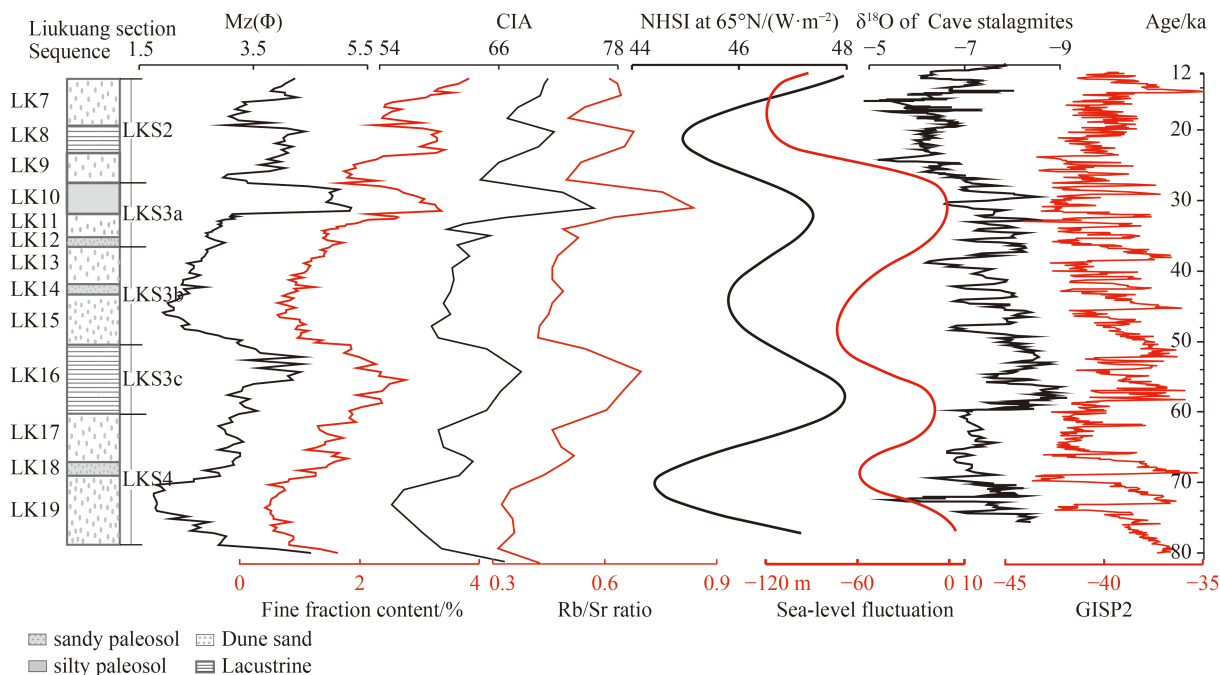 Liukuang section
Sequence
Mz(Φ)
CIA
NHSI at 65°N/(W·m⁻²)
δ¹⁸O of Cave stalagmites
Age/ka
1.5 3.5 5.5
54 66 78
44 46 48
−5 −7 −9
12
20
30
40
50
60
70
80
LK7
LK8
LK9
LK10
LK11
LK12
LK13
LK14
LK15
LK16
LK17
LK18
LK19
LKS2
LKS3a
LKS3b
LKS3c
LKS4
0 2 4
0.3 0.6 0.9
−120 m −60 0 10
−45 −40 −35
Fine fraction content/%
Rb/Sr ratio
Sea-level fluctuation
GISP2
sandy paleosol
Dune sand
silty paleosol
Lacustrine